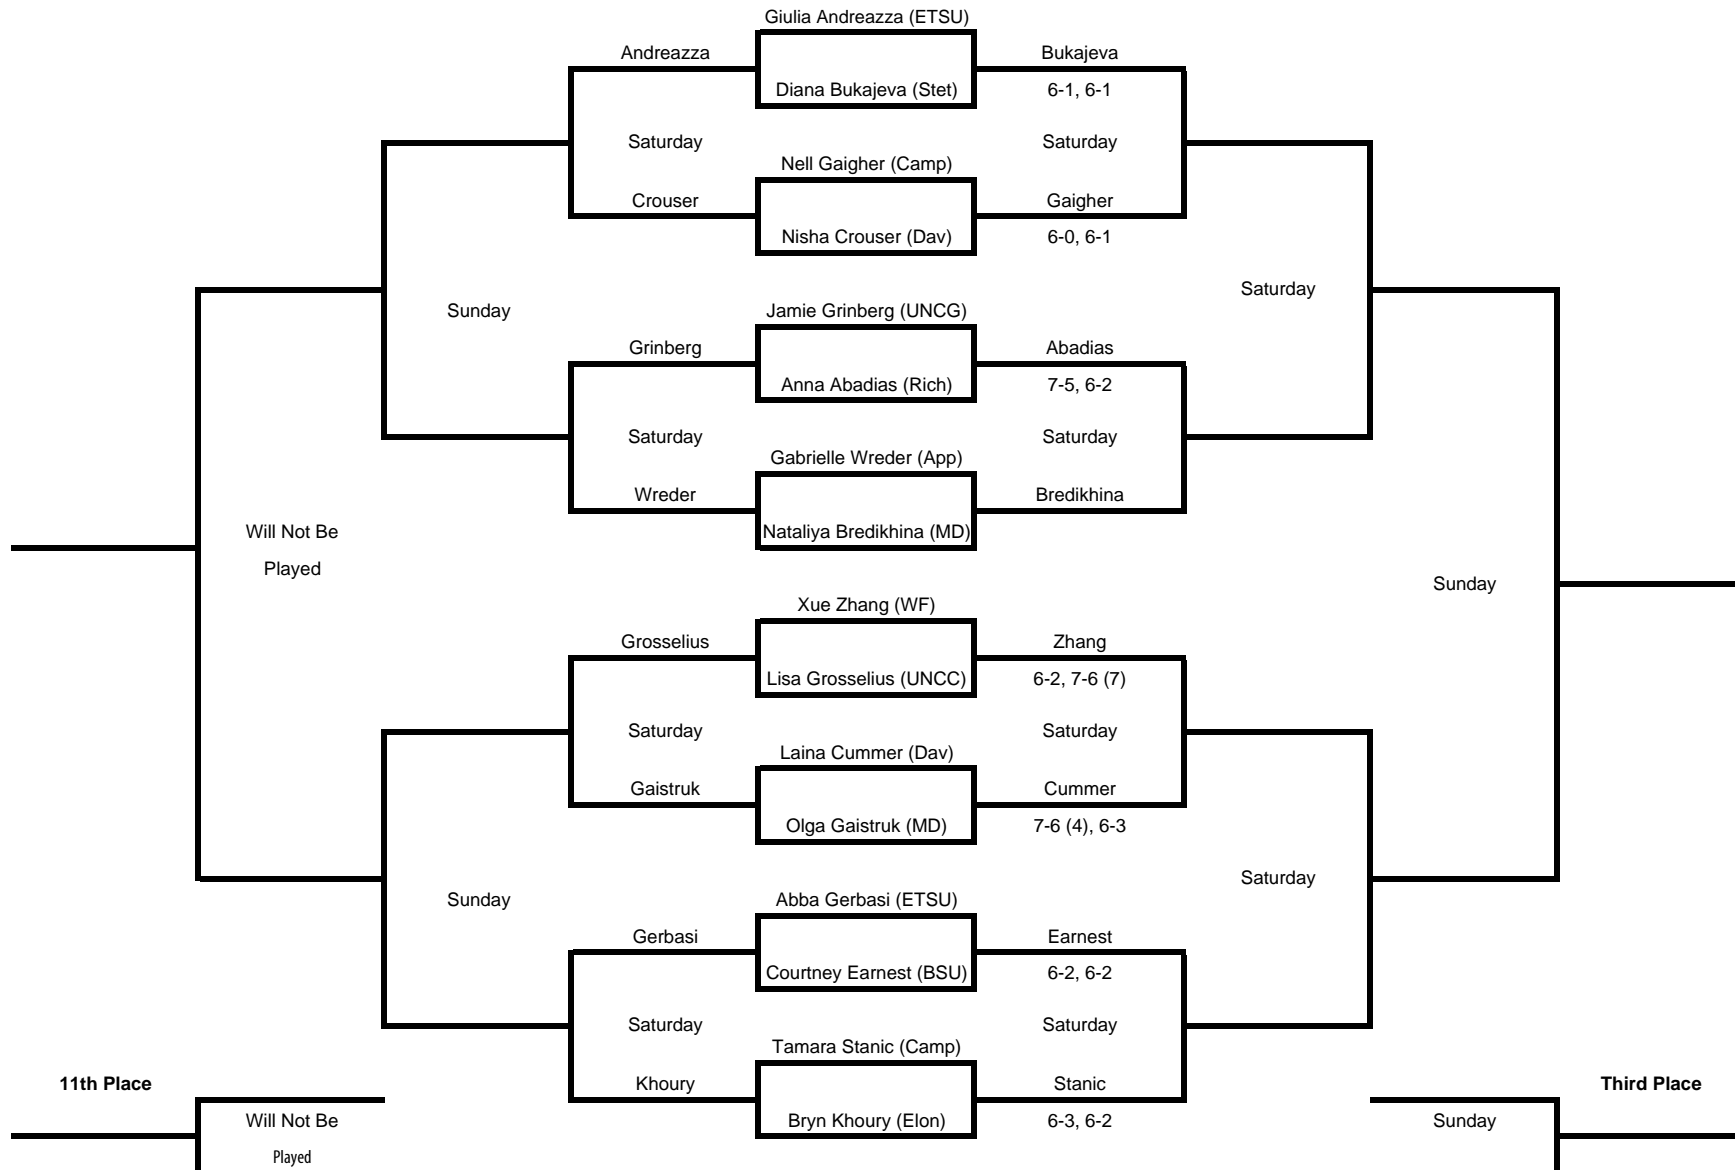 Giulia Andreazza (ETSU)
Andreazza
Bukajeva
Diana Bukajeva (Stet)
6-1, 6-1
Saturday
Saturday
Nell Gaigher (Camp)
Crouser
Gaigher
Nisha Crouser (Dav)
6-0, 6-1
Sunday
Saturday
Jamie Grinberg (UNCG)
Grinberg
Abadias
Anna Abadias (Rich)
7-5, 6-2
Saturday
Saturday
Gabrielle Wreder (App)
Wreder
Bredikhina
Nataliya Bredikhina (MD)
Will Not Be
Played
Sunday
Xue Zhang (WF)
Grosselius
Zhang
Lisa Grosselius (UNCC)
6-2, 7-6 (7)
Saturday
Saturday
Laina Cummer (Dav)
Gaistruk
Cummer
Olga Gaistruk (MD)
7-6 (4), 6-3
Sunday
Saturday
Abba Gerbasi (ETSU)
Gerbasi
Earnest
Courtney Earnest (BSU)
6-2, 6-2
Saturday
Saturday
Tamara Stanic (Camp)
11th Place
Khoury
Stanic
Third Place
Will Not Be
Played
Bryn Khoury (Elon)
6-3, 6-2
Sunday